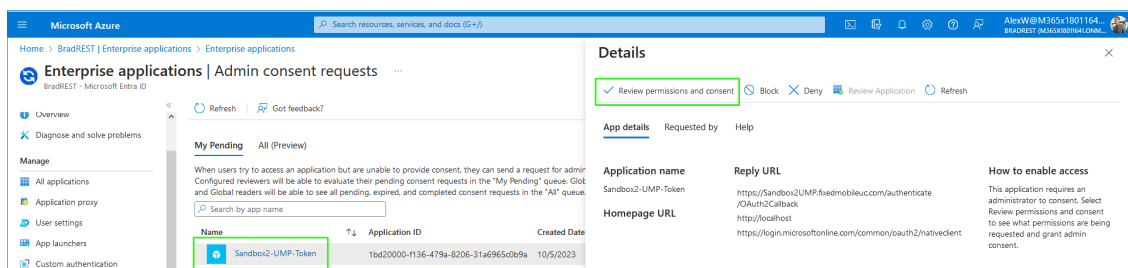 Microsoft Azure
Search resources, services, and docs (G+/)
AlexW@M365x1801164...
BRADREST (M365X1801641.ONM...
Home > BradREST | Enterprise applications > Enterprise applications
Enterprise applications | Admin consent requests ...
BradREST - Microsoft Entra ID
Overview
Diagnose and solve problems
Manage
All applications
Application proxy
User settings
App launchers
Custom authentication
Refresh
Got feedback?
My Pending
All (Preview)
When users try to access an application but are unable to provide consent, they can send a request for admin
Configured reviewers will be able to evaluate their pending consent requests in the "My Pending" queue. Glob
and Global readers will be able to see all pending, expired, and completed consent requests in the "All" queue.
Search by app name
Name ↑↓ Application ID Created Date
Sandbox2-UMP-Token 1bd20000-f136-479a-8206-31a6965c0b9a 10/5/2023
Details
Review permissions and consent
Block
Deny
Review Application
Refresh
App details
Requested by
Help
Application name
Sandbox2-UMP-Token
Homepage URL
Reply URL
https://Sandbox2UMP.fixedmobileuc.com/authenticate
/OAuth2Callback
http://localhost
https://login.microsoftonline.com/common/oauth2/nativeclient
How to enable access
This application requires an
administrator to consent. Select
Review permissions and consent
to see what permissions are being
requested and grant admin
consent.